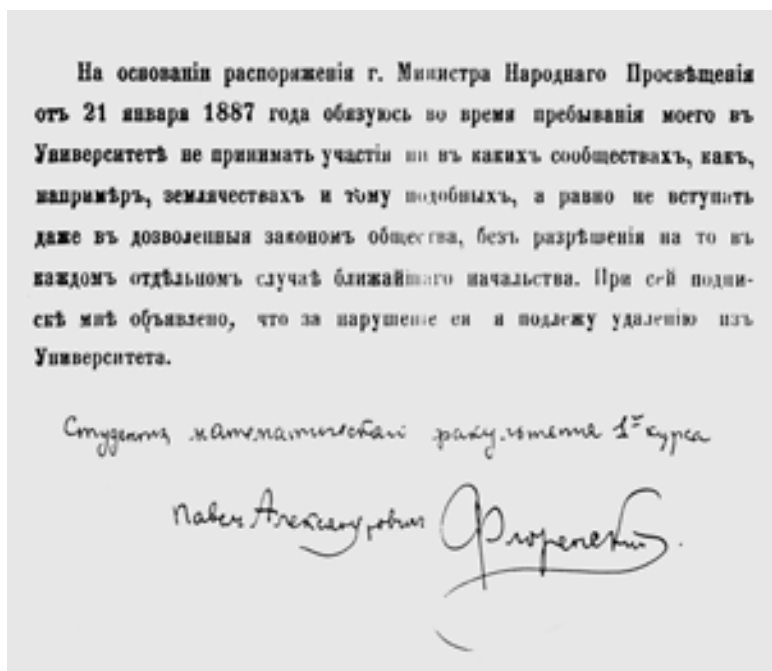 На основаніи распоряженія г. Министра Народнаго Просвѣщенія
отъ 21 января 1887 года обязуюсь во время пребыванія моего въ
Университетѣ не принимать участія ни въ какихъ сообществахъ, какъ,
напримѣръ, землячествахъ и тому подобныхъ, а равно не вступать
даже въ дозволенныя закономъ общества, безъ разрѣшенія на то въ
каждомъ отдѣльномъ случаѣ ближайшаго начальства. При сей подпи-
скѣ мнѣ объявлено, что за нарушеніе ея я подлежу удаленію изъ
Университета.
Студентъ математическаго факультета 1го курса
Павелъ Александровичъ Флоренский.